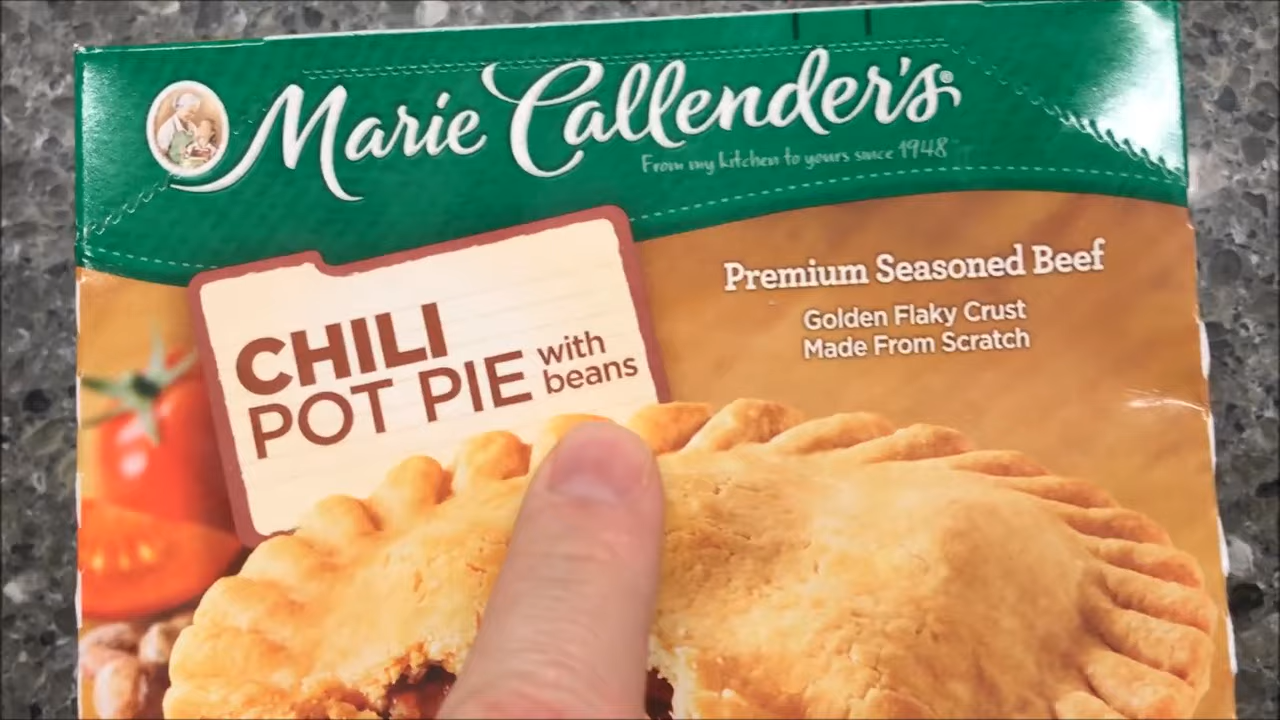 Marie Callender's®
From my kitchen to yours since 1948
Premium Seasoned Beef
Golden Flaky Crust
Made From Scratch
CHILI
POT PIE with beans